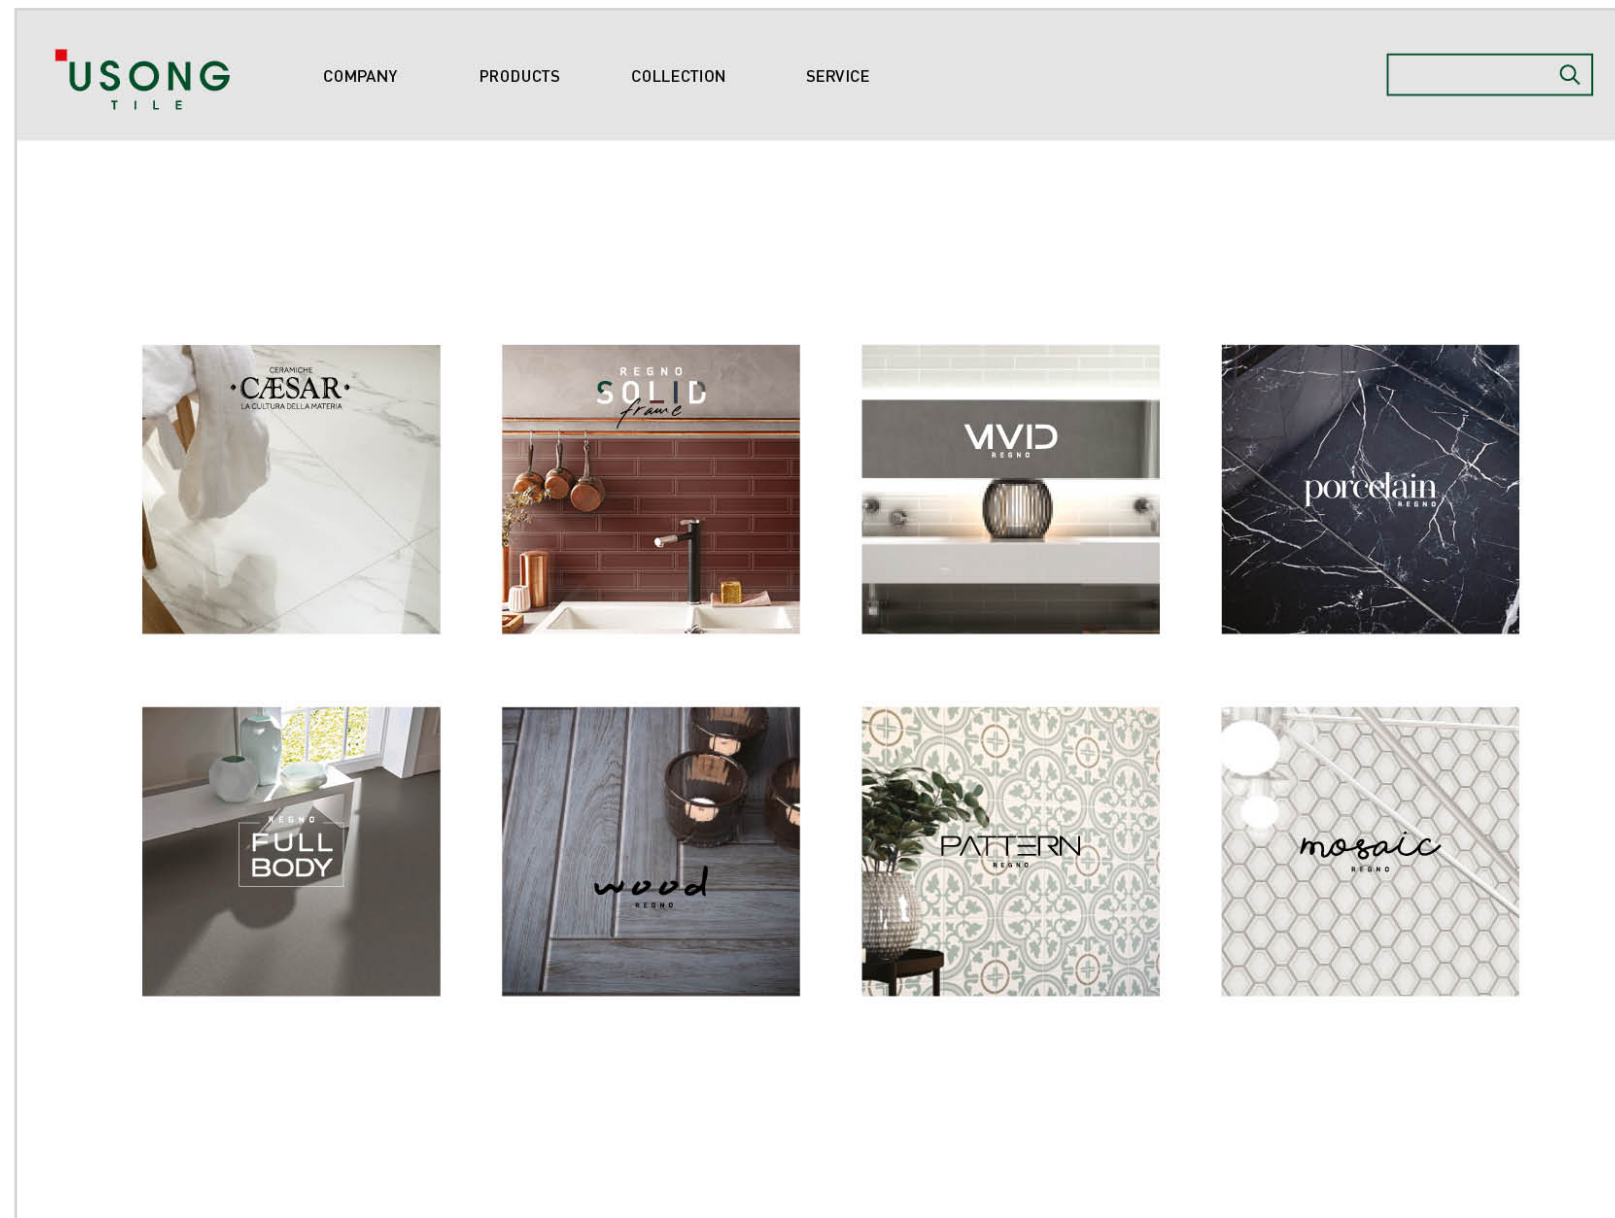 USONG
TILE
COMPANY
PRODUCTS
COLLECTION
SERVICE
CERAMICHE
·CÆSAR·
LA CULTURA DELLA MATERIA
REGNO
SOLID
frame
VIVID
REGNO
porcelain
REGNO
REGNO
FULL
BODY
wood
REGNO
PATTERN
REGNO
mosaic
REGNO